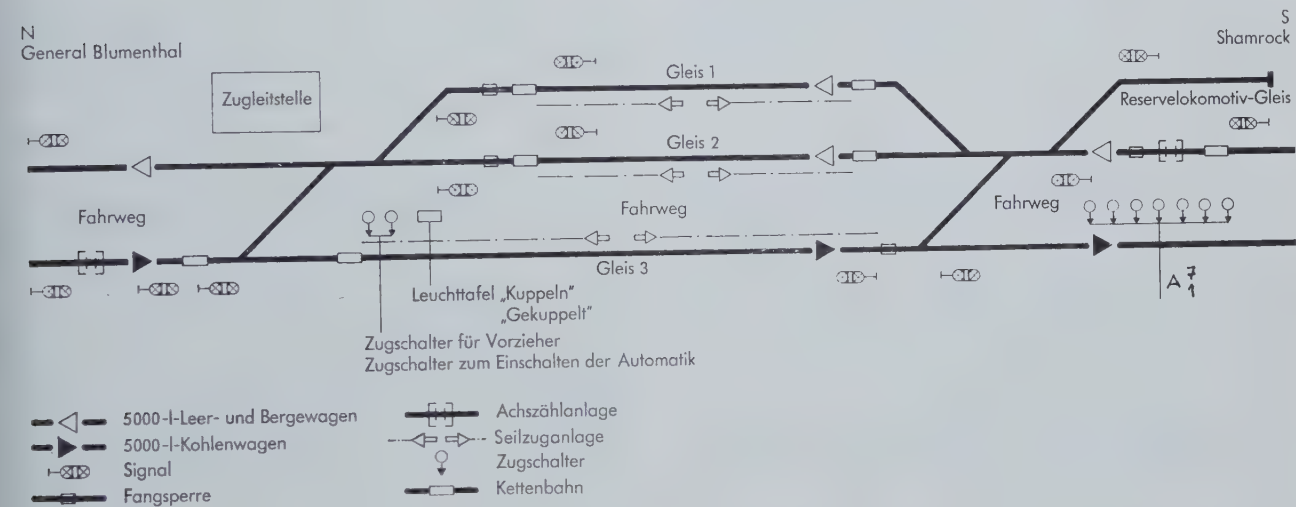 N
General Blumenthal
S
Shamrock
Zugleitstelle
Gleis 1
Reservelokomotiv-Gleis
Gleis 2
Fahrweg
Fahrweg
Fahrweg
Gleis 3
Leuchttafel „Kuppeln"
„Gekuppelt"
A 7
1
Zugschalter für Vorzieher
Zugschalter zum Einschalten der Automatik
5000-l-Leer- und Bergewagen
5000-l-Kohlenwagen
Signal
Fangsperre
Achszählanlage
Seilzuganlage
Zugschalter
Kettenbahn